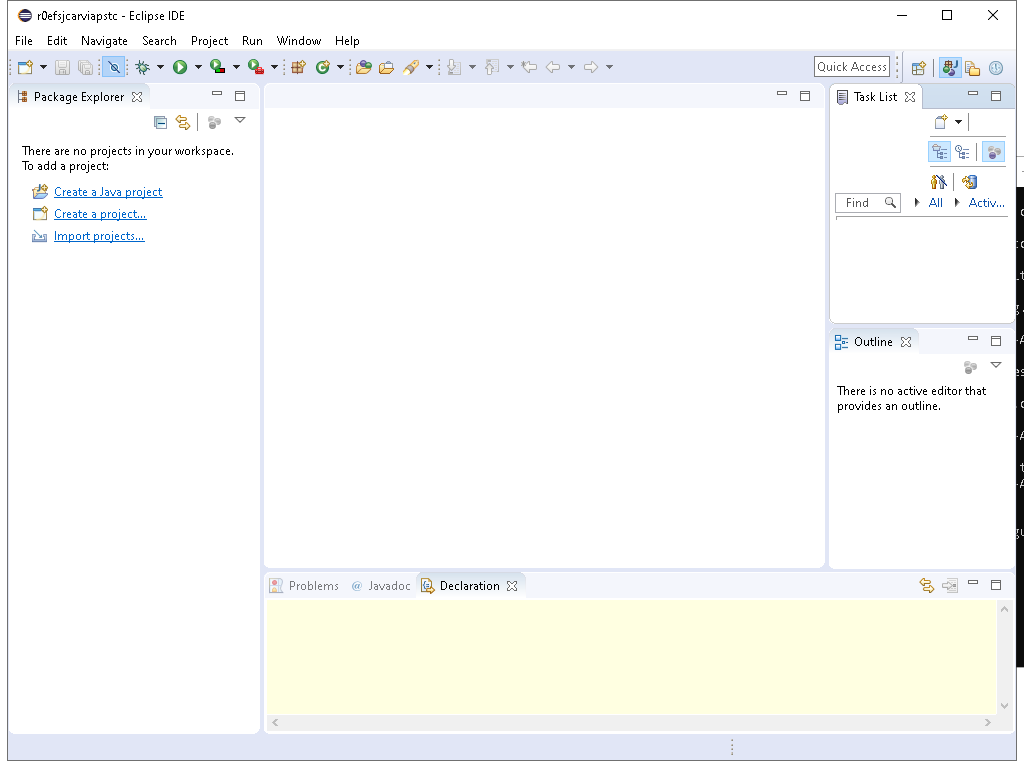 r0efsjcarviapstc - Eclipse IDE
File Edit Navigate Search Project Run Window Help
Quick Access
Package Explorer
Task List
There are no projects in your workspace.
To add a project:
Create a Java project
Create a project...
Import projects...
Find All Activ...
Outline
There is no active editor that
provides an outline.
Problems @ Javadoc Declaration